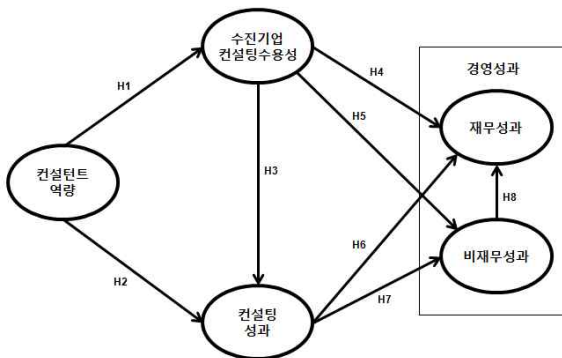 수진기업
컨설팅수용성
H1
H4
경영성과
재무성과
H5
H3
컨설턴트
역량
H8
H6
비재무성과
H2
H7
컨설팅
성과